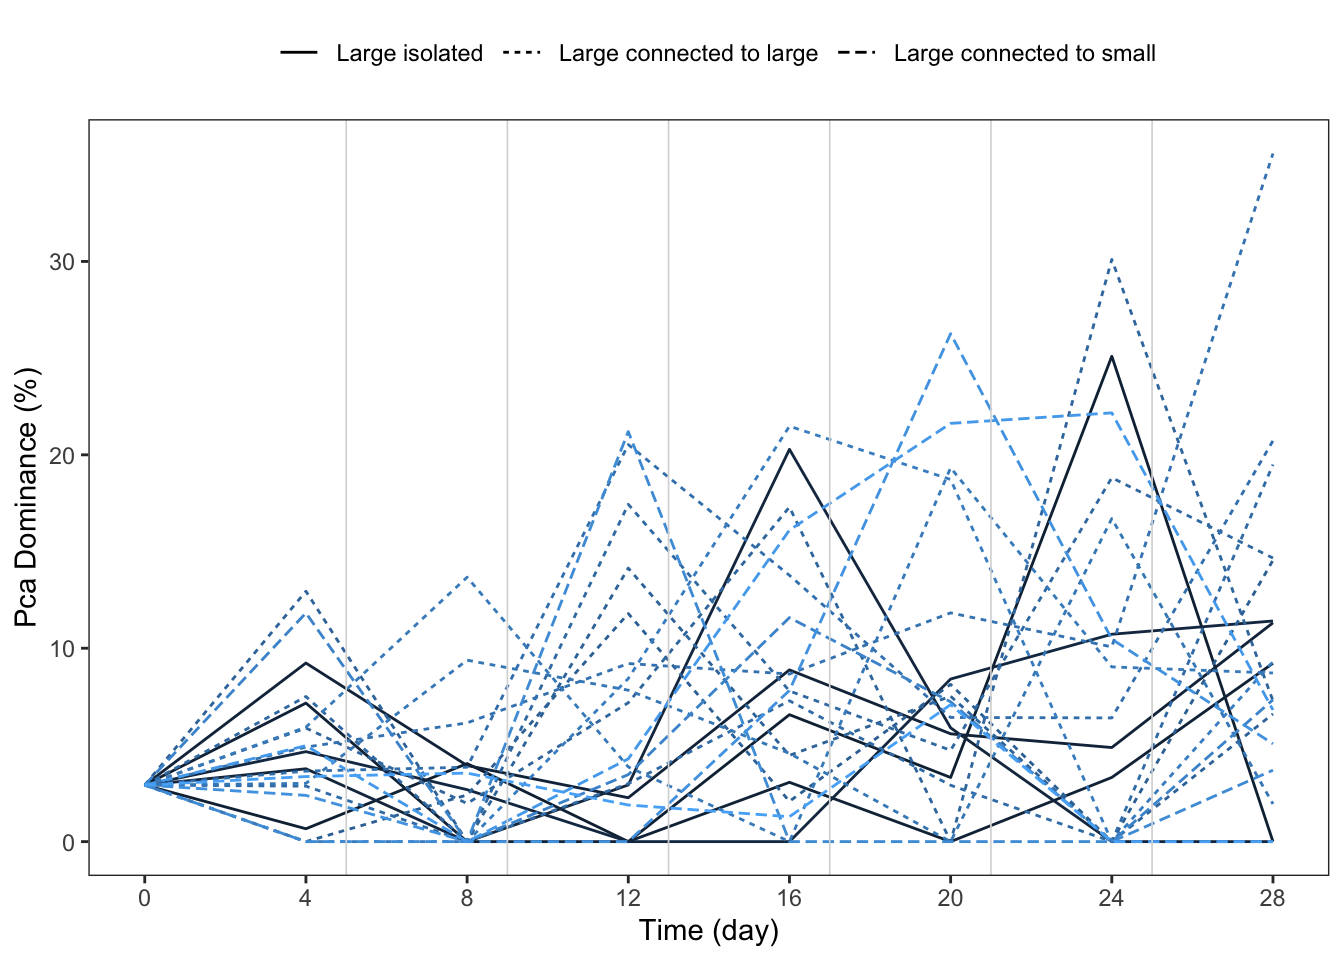 Large isolated Large connected to large Large connected to small
Pca Dominance (%)
30
20
10
0
0 4 8 12 16 20 24 28
Time (day)